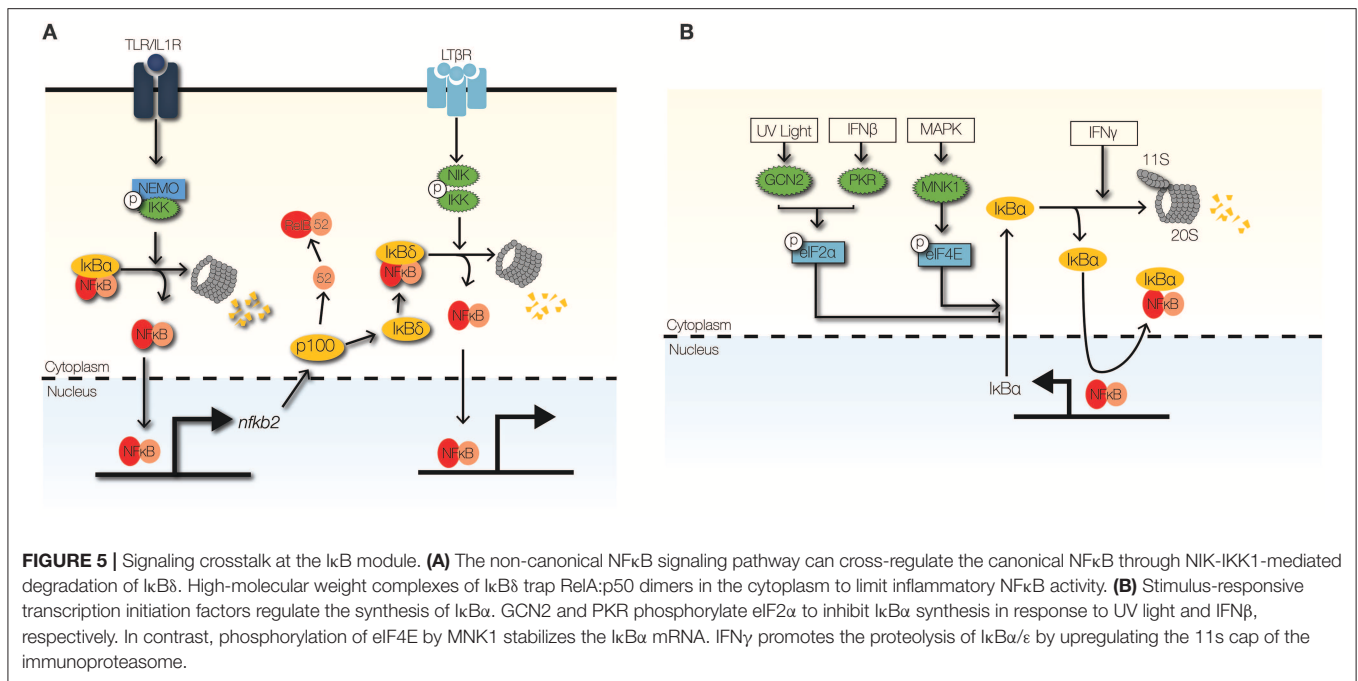 A
TLR/IL1R
LTβR
NEMO
P
IKK
NIK
P
IKK
RelB 52
52
IκBα
NFκB
IκBδ
NFκB
NFκB
p100
IκBδ
NFκB
Cytoplasm
Nucleus
nfkb2
NFκB
NFκB
B
UV Light
IFNβ
MAPK
IFNγ
11S
GCN2
PKR
MNK1
IκBα
20S
P
eIF2α
P
eIF4E
IκBα
IκBα
NFκB
Cytoplasm
Nucleus
IκBα
NFκB
FIGURE 5 | Signaling crosstalk at the IκB module. (A) The non-canonical NFκB signaling pathway can cross-regulate the canonical NFκB through NIK-IKK1-mediated
degradation of IκBδ. High-molecular weight complexes of IκBδ trap RelA:p50 dimers in the cytoplasm to limit inflammatory NFκB activity. (B) Stimulus-responsive
transcription initiation factors regulate the synthesis of IκBα. GCN2 and PKR phosphorylate eIF2α to inhibit IκBα synthesis in response to UV light and IFNβ,
respectively. In contrast, phosphorylation of eIF4E by MNK1 stabilizes the IκBα mRNA. IFNγ promotes the proteolysis of IκBα/ε by upregulating the 11s cap of the
immunoproteasome.